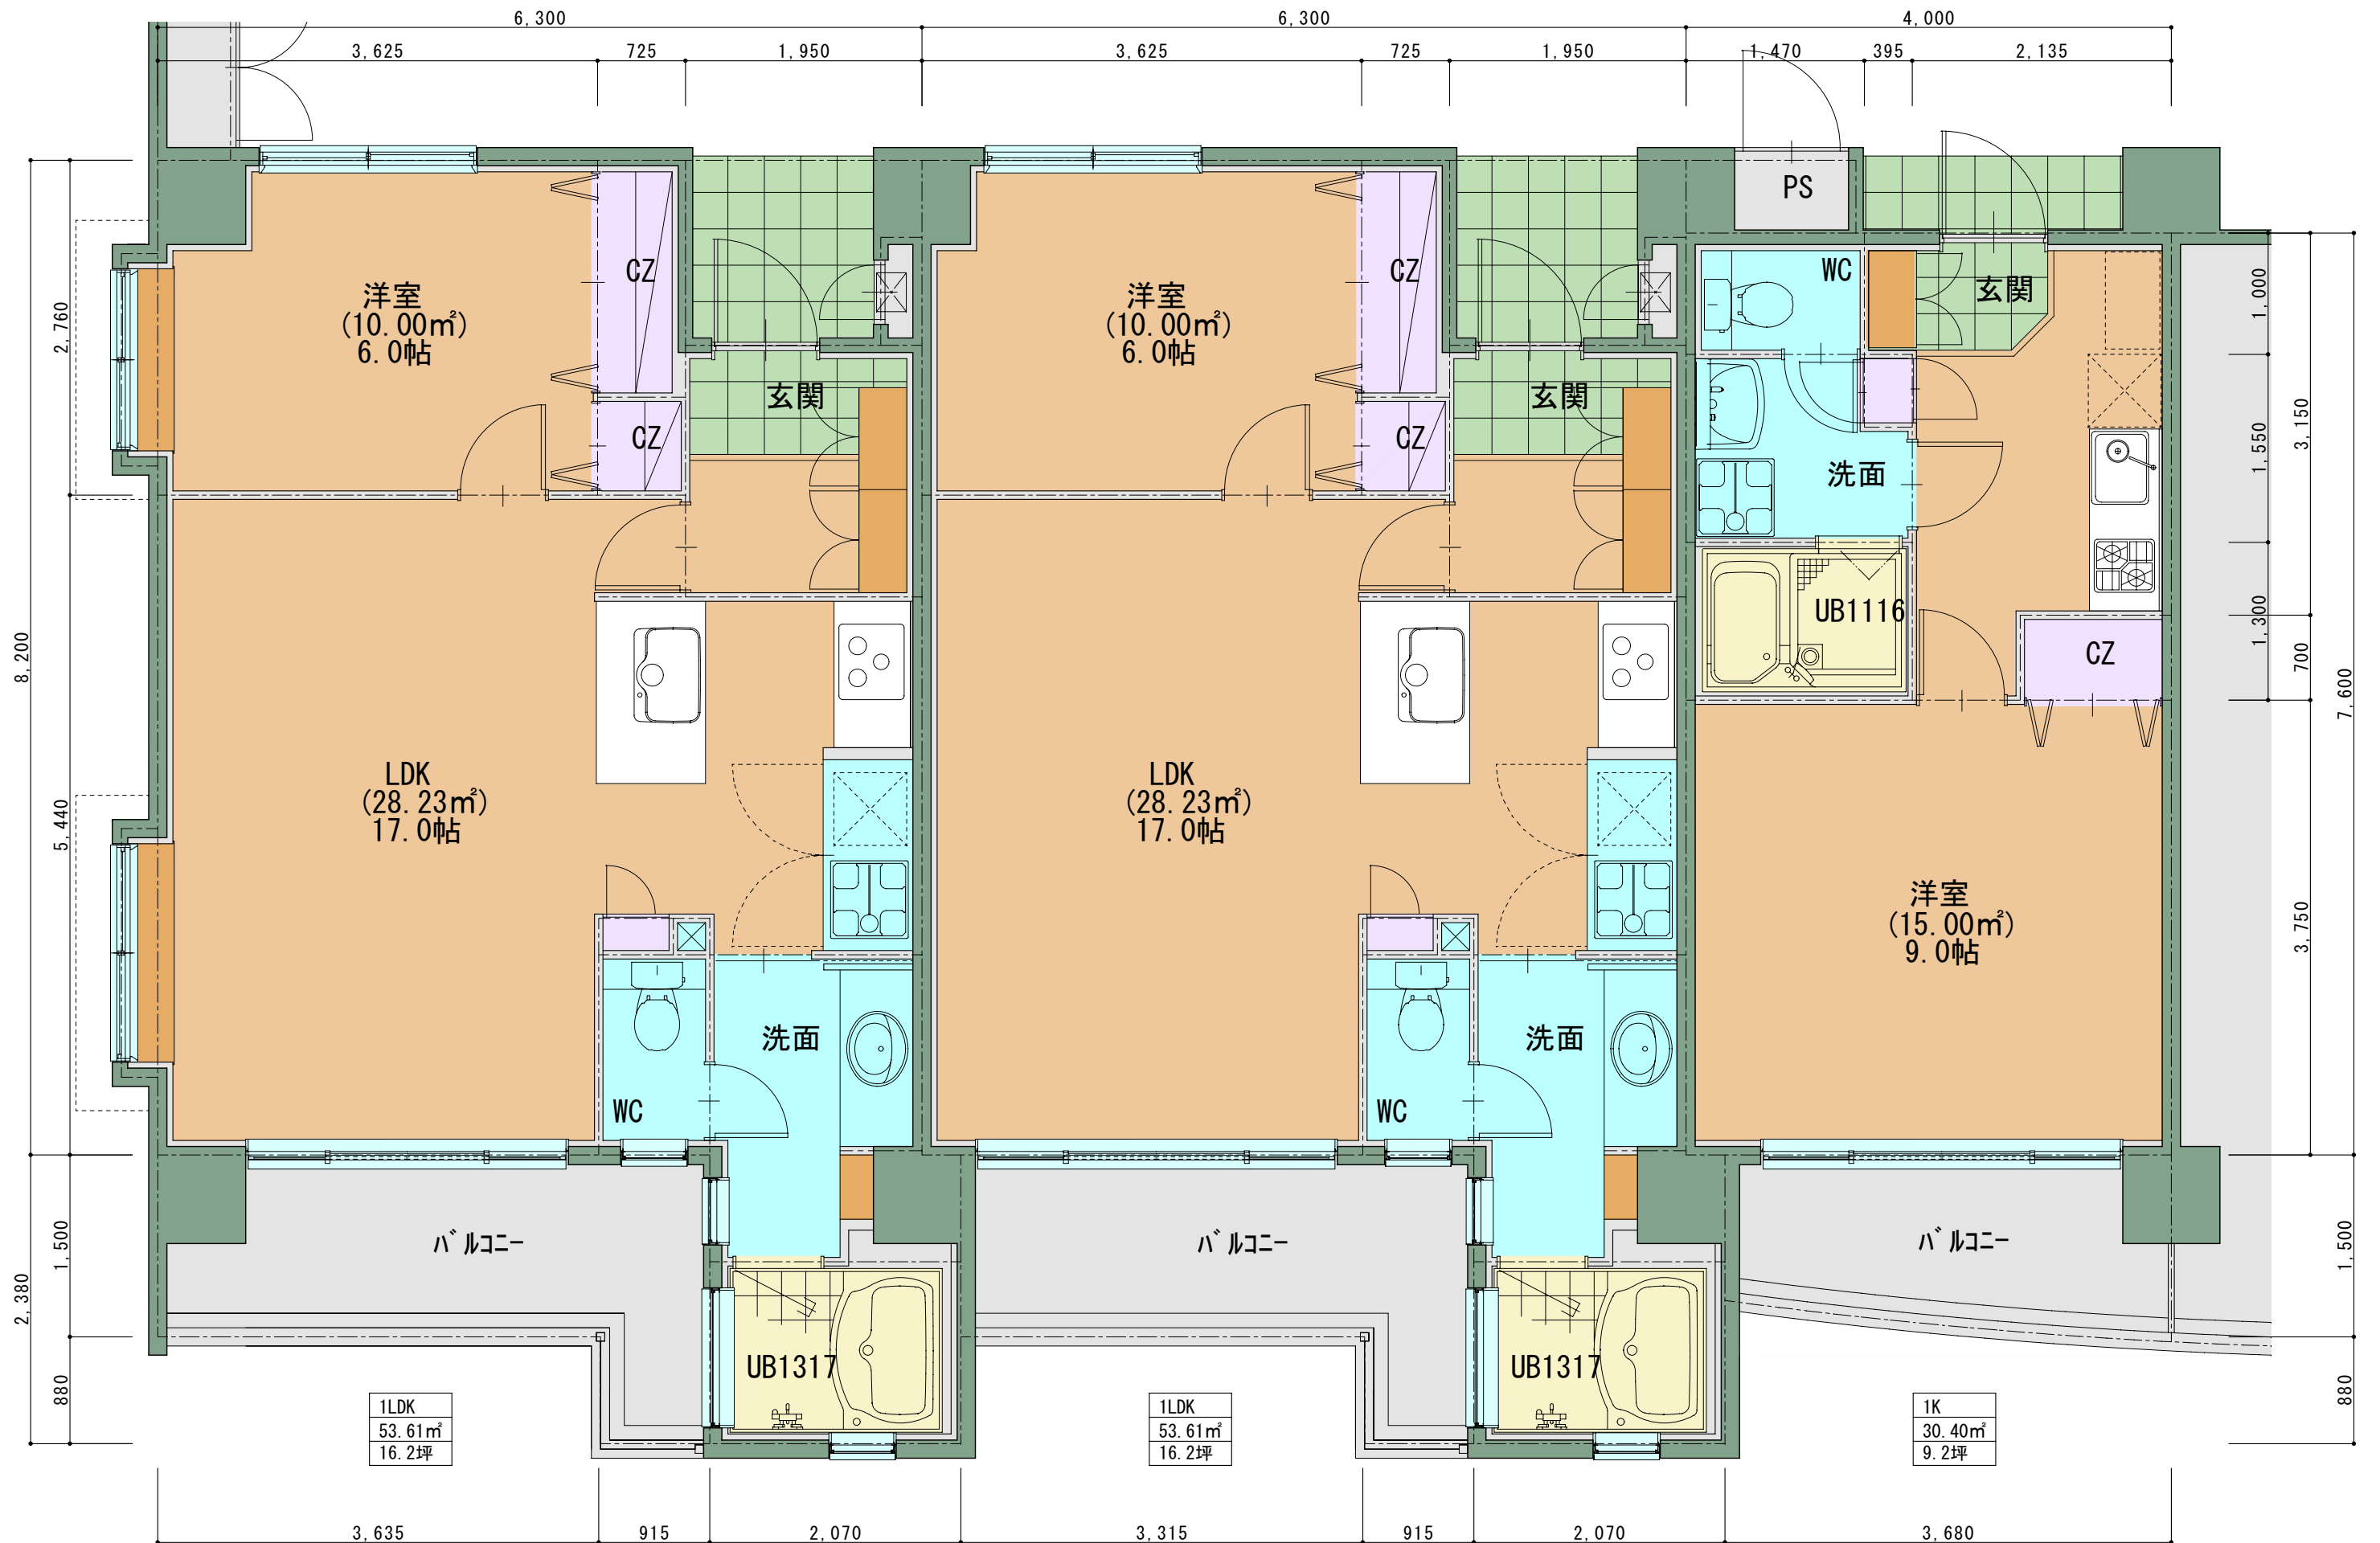 6,300
6,300
4,000
3,625
725
1,950
3,625
725
1,950
1,470
395
2,135
PS
CZ
CZ
WC
玄関
洋室
(10.00㎡)
6.0帖
洋室
(10.00㎡)
6.0帖
玄関
玄関
CZ
CZ
洗面
UB1116
CZ
LDK
(28.23㎡)
17.0帖
LDK
(28.23㎡)
17.0帖
洋室
(15.00㎡)
9.0帖
洗面
洗面
WC
WC
バルコニー
バルコニー
バルコニー
UB1317
UB1317
2,760
8,200
5,440
1,500
2,380
880
1,000
3,150
1,550
1,300
700
7,600
3,750
1,500
880
1LDK
53.61㎡
16.2坪
1LDK
53.61㎡
16.2坪
1K
30.40㎡
9.2坪
3,635
915
2,070
3,315
915
2,070
3,680